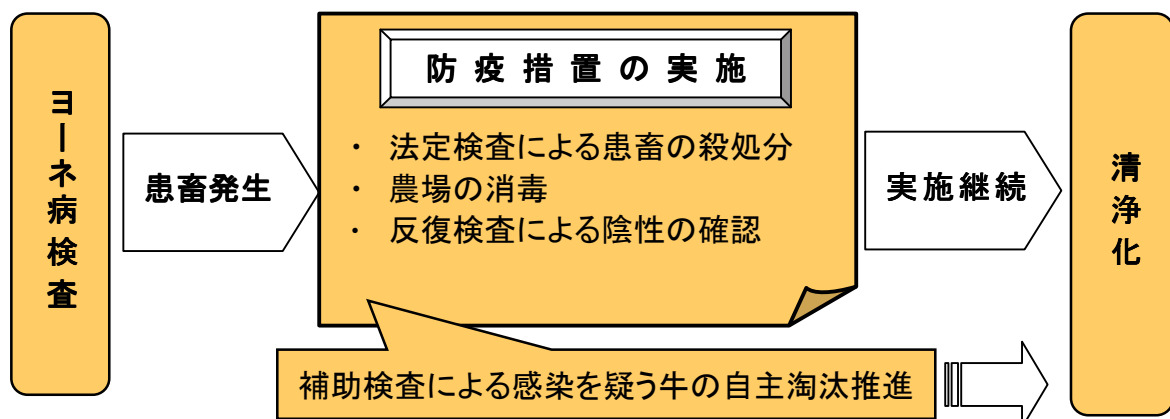 ヨーネ病検査
患畜発生
防疫措置の実施
・ 法定検査による患畜の殺処分
・ 農場の消毒
・ 反復検査による陰性の確認
実施継続
清浄化
補助検査による感染を疑う牛の自主淘汰推進